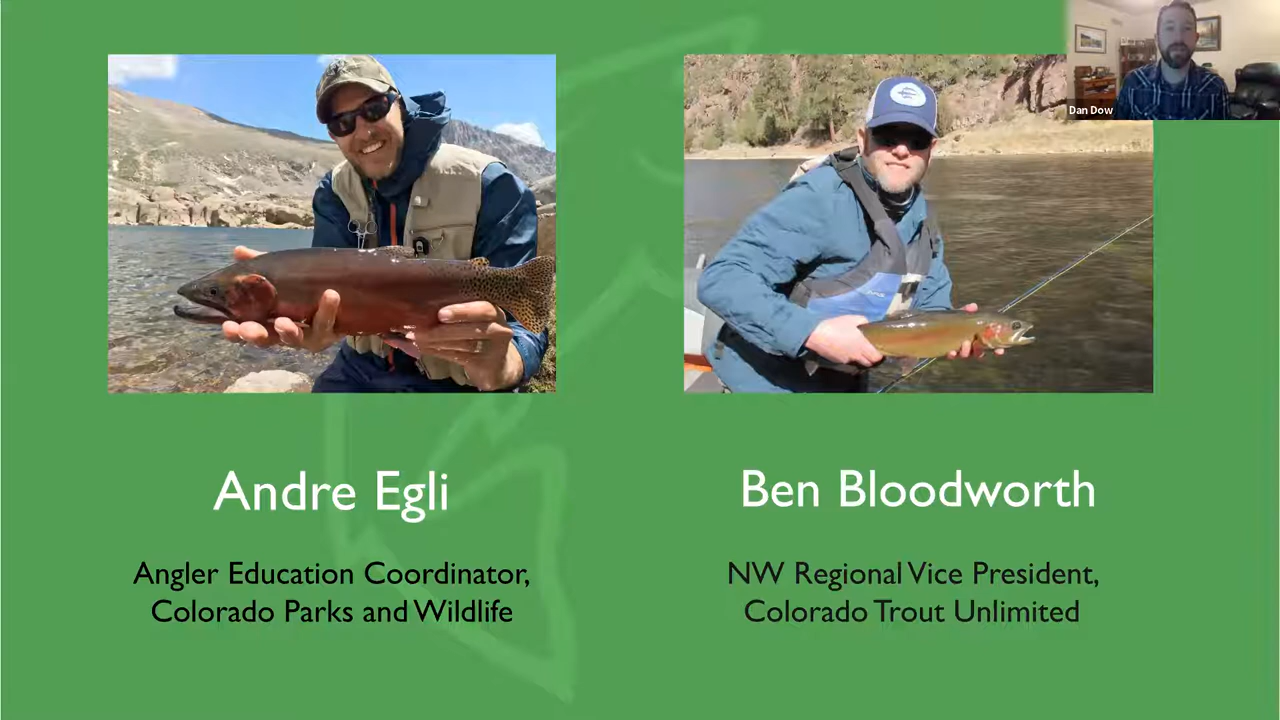 Dan Dow
Andre Egli
Angler Education Coordinator,
Colorado Parks and Wildlife
Ben Bloodworth
NW Regional Vice President,
Colorado Trout Unlimited